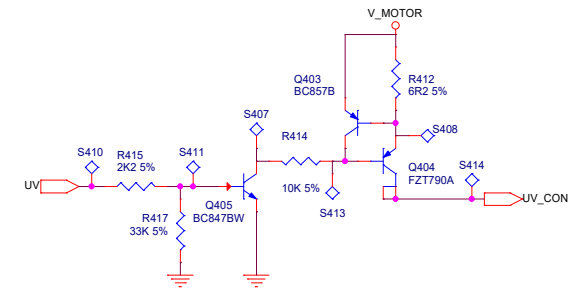 V_MOTOR
Q403
BC857B
R412
6R2 5%
S407
R414
S408
S410
R415
2K2 5%
S411
Q404
FZT790A
S414
UV
10K 5%
UV_CON
R417
33K 5%
Q405
BC847BW
S413